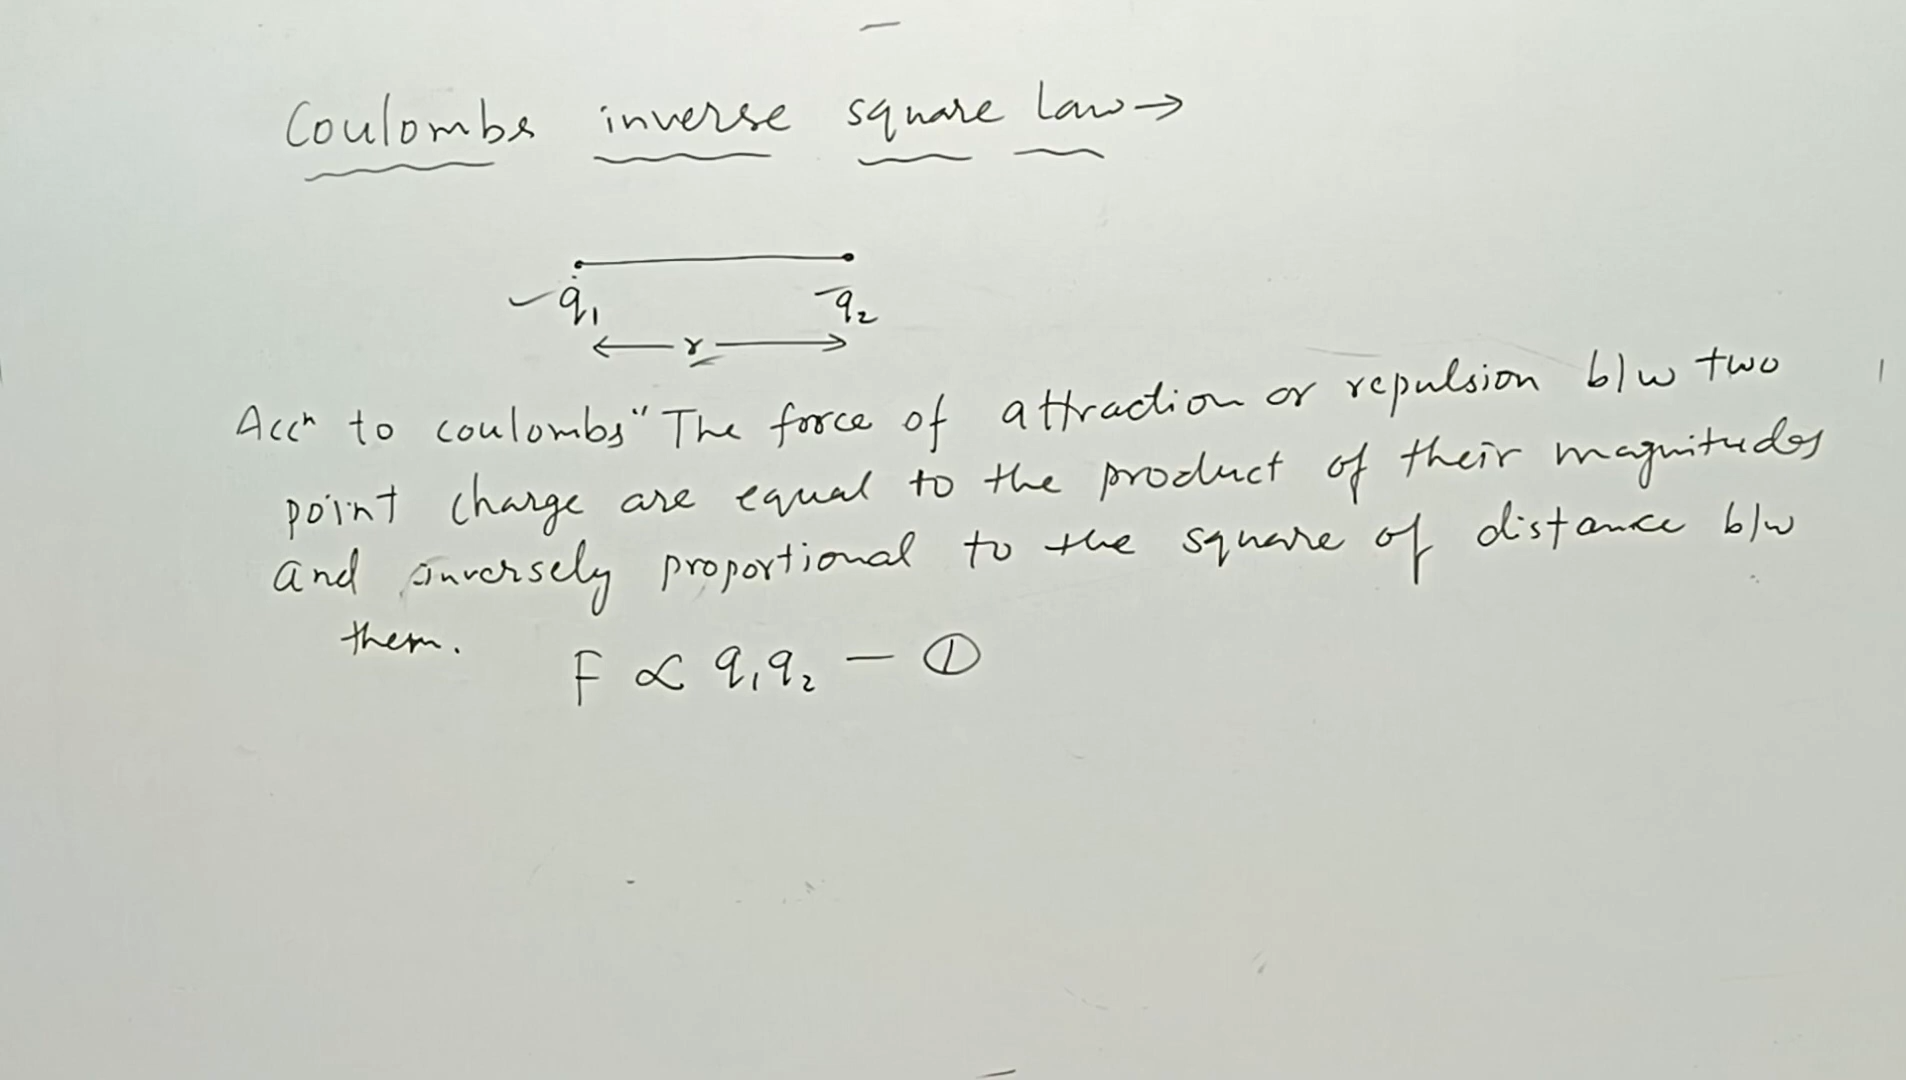 Coulombs inverse square Law→
q₁ q₂
r
Accⁿ to coulombs "The force of attraction or repulsion b/w two
point charge are equal to the product of their magnitudes
and inversely proportional to the square of distance b/w
them.
F ∝ q₁q₂ — ①